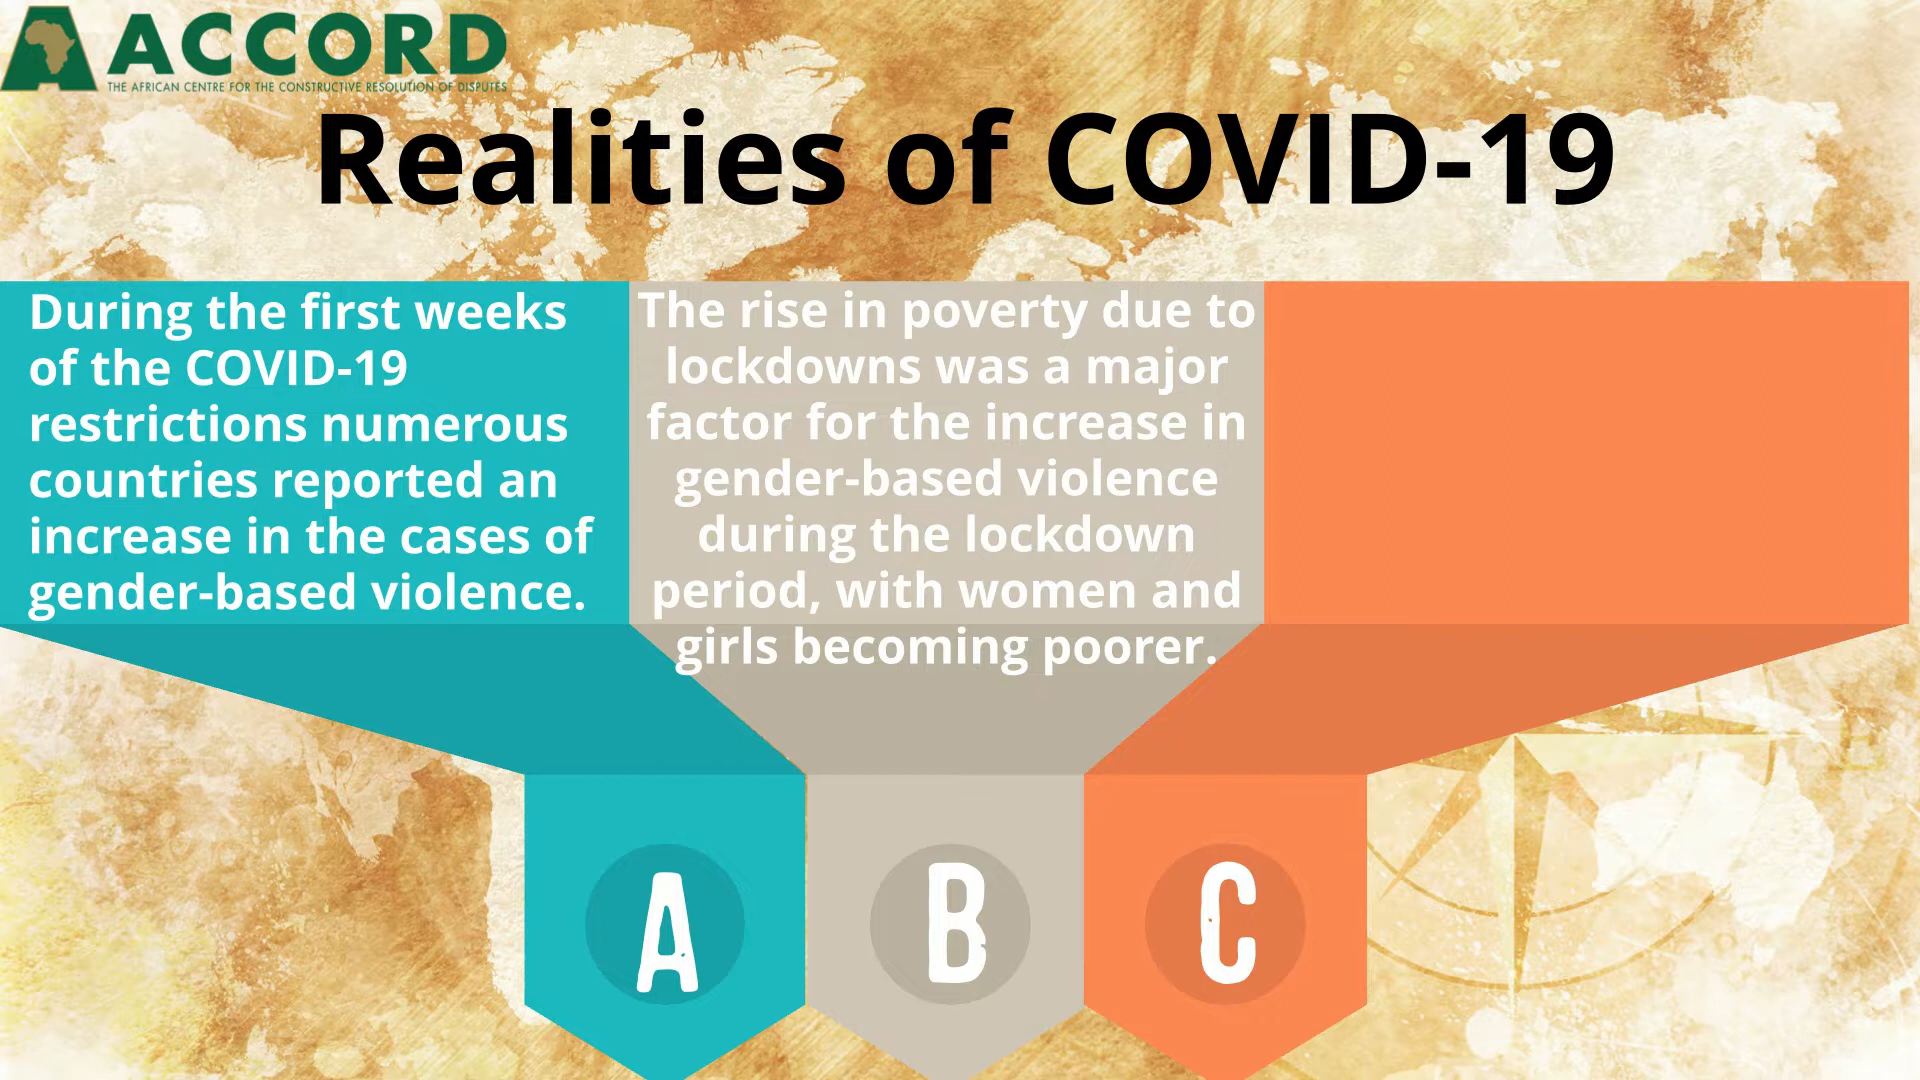 ACCORD
THE AFRICAN CENTRE FOR THE CONSTRUCTIVE RESOLUTION OF DISPUTES
Realities of COVID-19
During the first weeks
of the COVID-19
restrictions numerous
countries reported an
increase in the cases of
gender-based violence.
The rise in poverty due to
lockdowns was a major
factor for the increase in
gender-based violence
during the lockdown
period, with women and
girls becoming poorer.
A
B
C